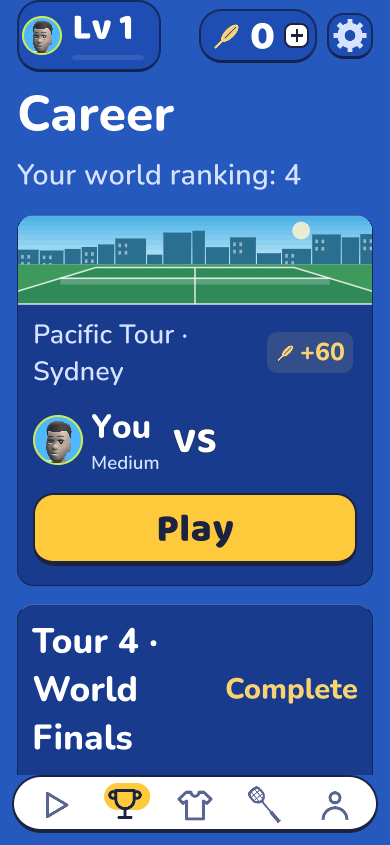 Lv 1
0
Career
Your world ranking: 4
Pacific Tour ·
Sydney
+60
You
Medium
VS
Play
Tour 4 ·
World
Finals
Complete